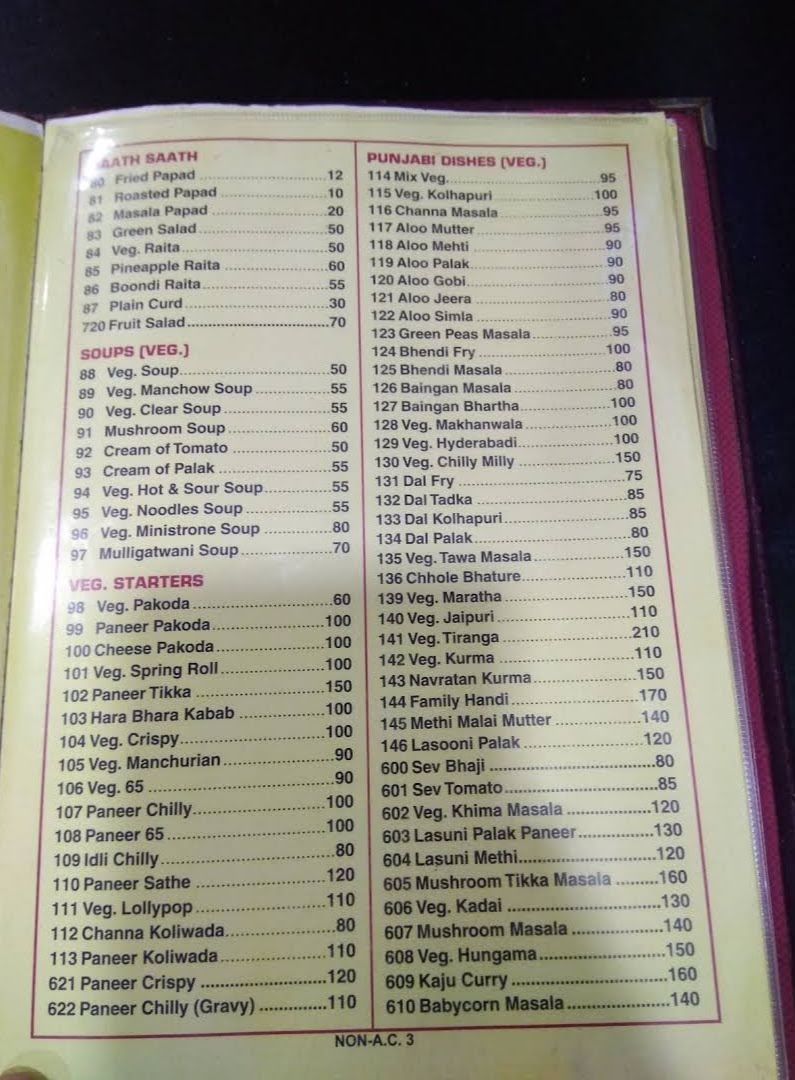 AATH SAATH
80 Fried Papad 12
81 Roasted Papad 10
82 Masala Papad 20
83 Green Salad 50
84 Veg. Raita 50
85 Pineapple Raita 60
86 Boondi Raita 55
87 Plain Curd 30
720 Fruit Salad 70
SOUPS (VEG.)
88 Veg. Soup 50
89 Veg. Manchow Soup 55
90 Veg. Clear Soup 55
91 Mushroom Soup 60
92 Cream of Tomato 50
93 Cream of Palak 55
94 Veg. Hot & Sour Soup 55
95 Veg. Noodles Soup 55
96 Veg. Ministrone Soup 80
97 Mulligatwani Soup 70
VEG. STARTERS
98 Veg. Pakoda 60
99 Paneer Pakoda 100
100 Cheese Pakoda 100
101 Veg. Spring Roll 100
102 Paneer Tikka 150
103 Hara Bhara Kabab 100
104 Veg. Crispy 100
105 Veg. Manchurian 90
106 Veg. 65 90
107 Paneer Chilly 100
108 Paneer 65 100
109 Idli Chilly 80
110 Paneer Sathe 120
111 Veg. Lollypop 110
112 Channa Koliwada 80
113 Paneer Koliwada 110
621 Paneer Crispy 120
622 Paneer Chilly (Gravy) 110
PUNJABI DISHES (VEG.)
114 Mix Veg. 95
115 Veg. Kolhapuri 100
116 Channa Masala 95
117 Aloo Mutter 95
118 Aloo Mehti 90
119 Aloo Palak 90
120 Aloo Gobi 90
121 Aloo Jeera 80
122 Aloo Simla 90
123 Green Peas Masala 95
124 Bhendi Fry 100
125 Bhendi Masala 80
126 Baingan Masala 80
127 Baingan Bhartha 100
128 Veg. Makhanwala 100
129 Veg. Hyderabadi 100
130 Veg. Chilly Milly 150
131 Dal Fry 75
132 Dal Tadka 85
133 Dal Kolhapuri 85
134 Dal Palak 80
135 Veg. Tawa Masala 150
136 Chhole Bhature 110
139 Veg. Maratha 150
140 Veg. Jaipuri 110
141 Veg. Tiranga 210
142 Veg. Kurma 110
143 Navratan Kurma 150
144 Family Handi 170
145 Methi Malai Mutter 140
146 Lasooni Palak 120
600 Sev Bhaji 80
601 Sev Tomato 85
602 Veg. Khima Masala 120
603 Lasuni Palak Paneer 130
604 Lasuni Methi 120
605 Mushroom Tikka Masala 160
606 Veg. Kadai 130
607 Mushroom Masala 140
608 Veg. Hungama 150
609 Kaju Curry 160
610 Babycorn Masala 140
NON-A.C. 3